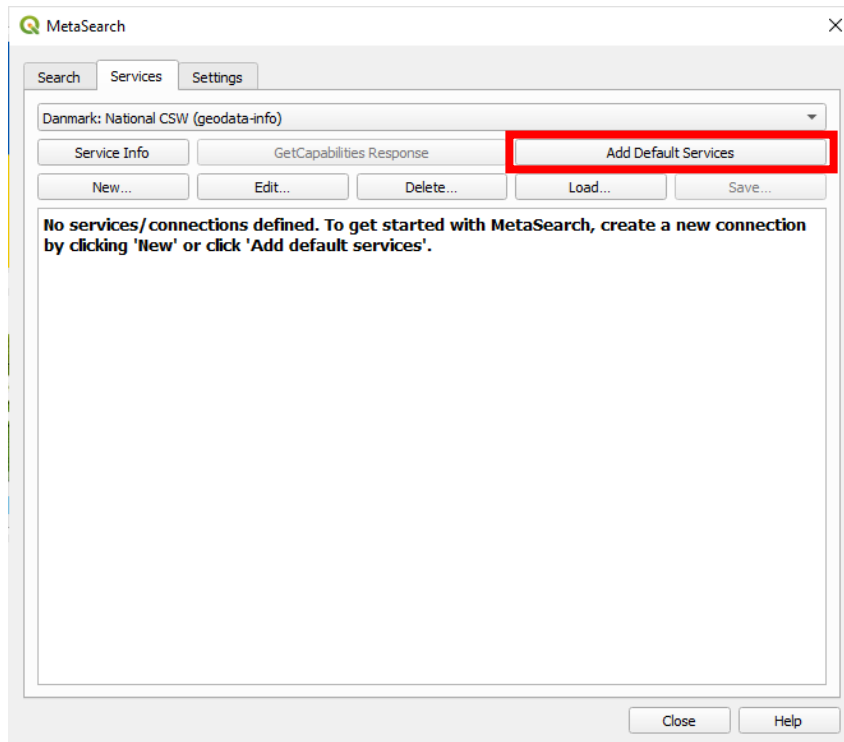 MetaSearch
Search Services Settings
Danmark: National CSW (geodata-info)
Service Info GetCapabilities Response Add Default Services
New... Edit... Delete... Load... Save...
No services/connections defined. To get started with MetaSearch, create a new connection
by clicking 'New' or click 'Add default services'.
Close Help